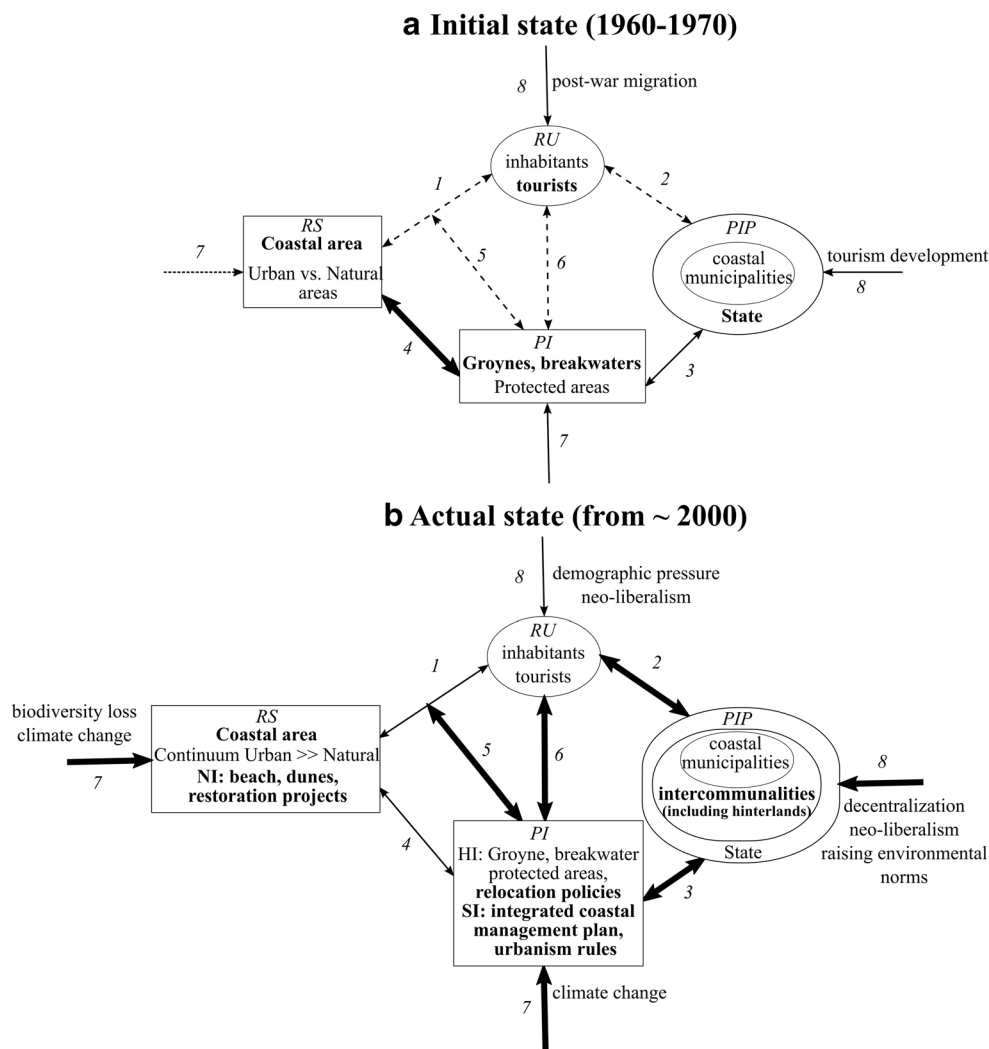 a Initial state (1960-1970)
8
post-war migration
RU
inhabitants
tourists
1
2
RS
Coastal area
Urban vs. Natural
areas
7
5
6
PIP
coastal
municipalities
State
tourism development
8
4
PI
Groynes, breakwaters
Protected areas
3
7
b Actual state (from ~ 2000)
8
demographic pressure
neo-liberalism
RU
inhabitants
tourists
1
2
biodiversity loss
climate change
7
RS
Coastal area
Continuum Urban >> Natural
NI: beach, dunes,
restoration projects
5
6
PIP
coastal
municipalities
intercommunalities
(including hinterlands)
State
8
decentralization
neo-liberalism
raising environmental
norms
4
PI
HI: Groyne, breakwater
protected areas,
relocation policies
SI: integrated coastal
management plan,
urbanism rules
3
7
climate change